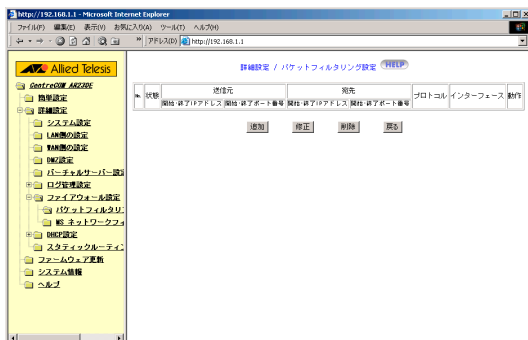 http://192.168.1.1 - Microsoft Internet Explorer
ファイル(F) 編集(E) 表示(V) お気に入り(A) ツール(T) ヘルプ(H)
アドレス(D) http://192.168.1.1
Allied Telesis
CentreCOM AR230E
簡単設定
詳細設定
システム設定
LAN側の設定
WAN側の設定
DMZ設定
バーチャルサーバー設定
ログ管理設定
ファイアウォール設定
パケットフィルタリ
MS ネットワークフィ
DHCP設定
スタティックルーティ
ファームウェア更新
システム情報
ヘルプ
詳細設定 / パケットフィルタリング設定 HELP
№ 状態 送信元 宛先 プロトコル インターフェース 動作
開始-終了IPアドレス 開始-終了ポート番号 開始-終了IPアドレス 開始-終了ポート番号
追加 修正 削除 戻る